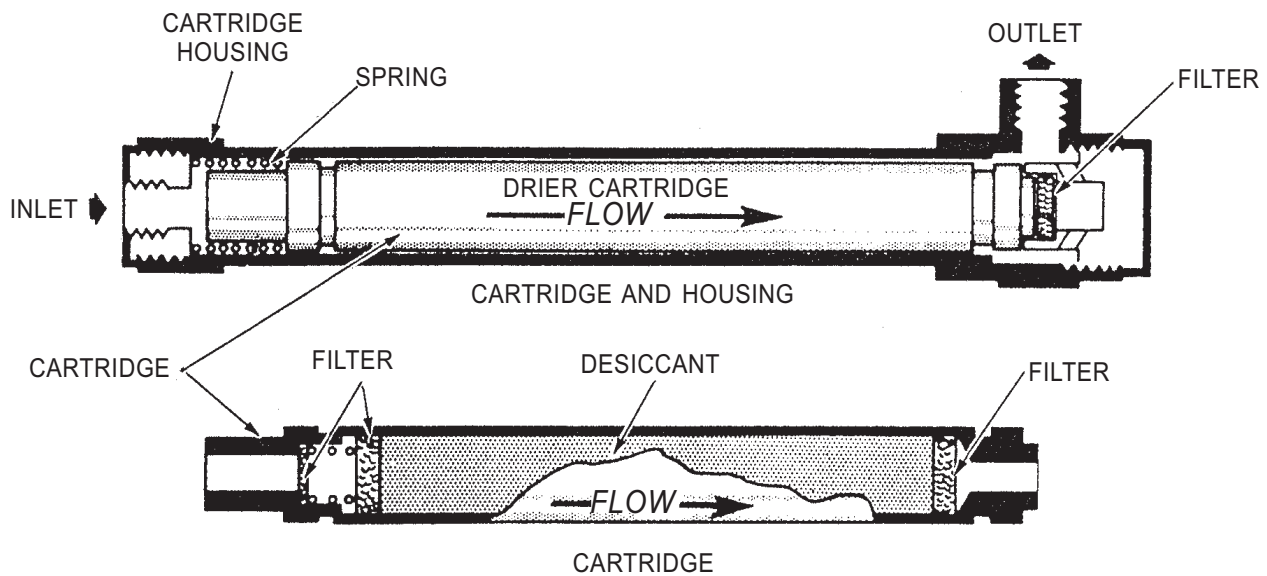 CARTRIDGE
HOUSING
SPRING
OUTLET
FILTER
INLET
DRIER CARTRIDGE
FLOW
CARTRIDGE AND HOUSING
CARTRIDGE
FILTER
DESICCANT
FILTER
FLOW
CARTRIDGE